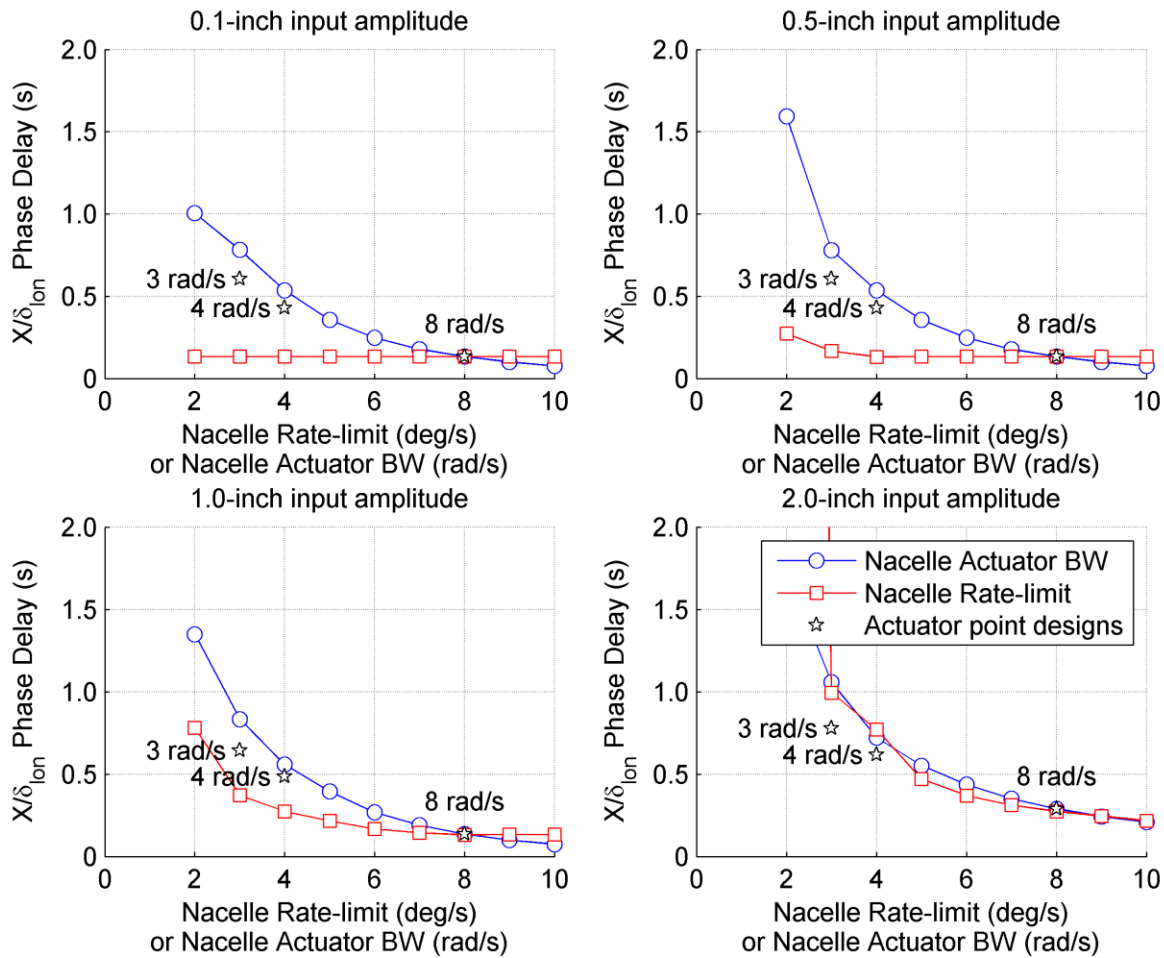 0.1-inch input amplitude
2.0
1.5
1.0
0.5
0
X/δlon Phase Delay (s)
3 rad/s
4 rad/s
8 rad/s
0 2 4 6 8 10
Nacelle Rate-limit (deg/s)
or Nacelle Actuator BW (rad/s)
0.5-inch input amplitude
2.0
1.5
1.0
0.5
0
X/δlon Phase Delay (s)
3 rad/s
4 rad/s
8 rad/s
0 2 4 6 8 10
Nacelle Rate-limit (deg/s)
or Nacelle Actuator BW (rad/s)
1.0-inch input amplitude
2.0
1.5
1.0
0.5
0
X/δlon Phase Delay (s)
3 rad/s
4 rad/s
8 rad/s
0 2 4 6 8 10
Nacelle Rate-limit (deg/s)
or Nacelle Actuator BW (rad/s)
2.0-inch input amplitude
2.0
1.5
1.0
0.5
0
X/δlon Phase Delay (s)
Nacelle Actuator BW
Nacelle Rate-limit
Actuator point designs
3 rad/s
4 rad/s
8 rad/s
0 2 4 6 8 10
Nacelle Rate-limit (deg/s)
or Nacelle Actuator BW (rad/s)